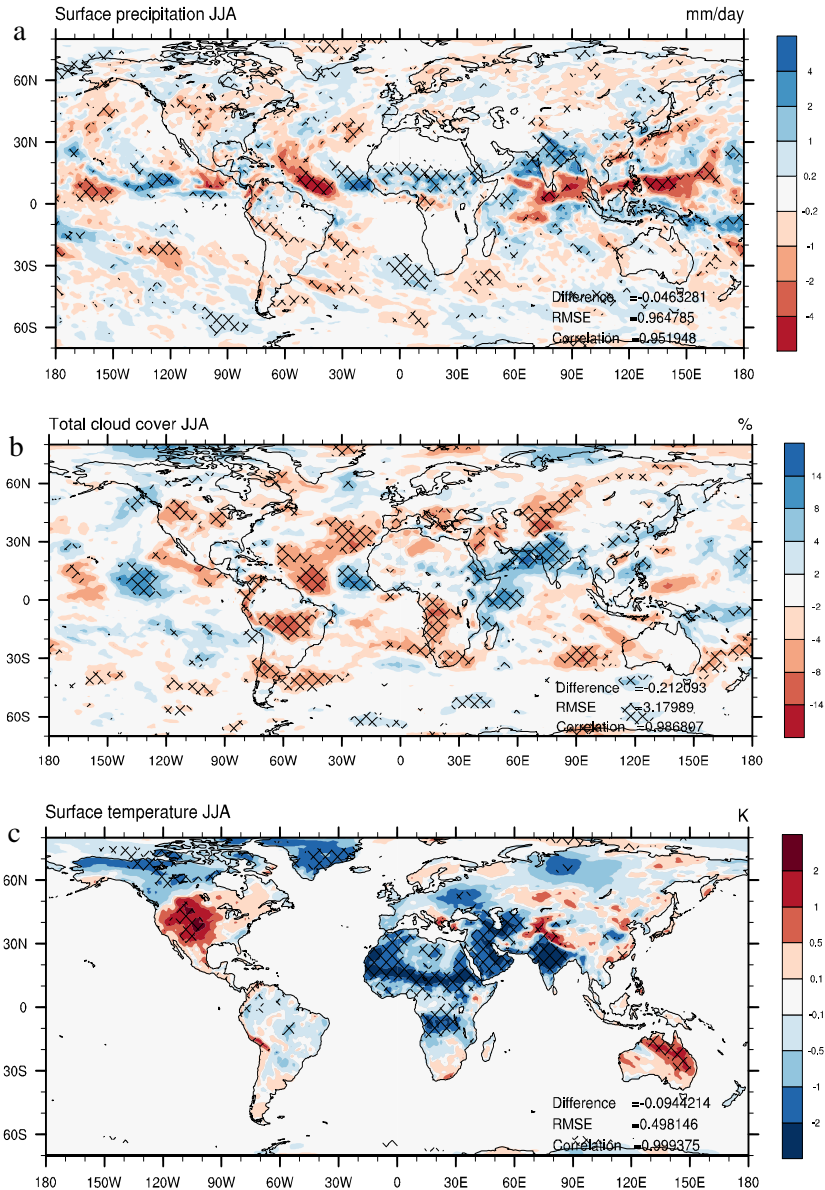 a
Surface precipitation JJA mm/day
60N
30N
0
30S
60S
Difference =-0.0463281
RMSE =0.964785
Correlation =0.951948
180 150W 120W 90W 60W 30W 0 30E 60E 90E 120E 150E 180
4
2
1
0.2
-0.2
-1
-2
-4
b
Total cloud cover JJA %
60N
30N
0
30S
60S
Difference =-0.212093
RMSE =3.17989
Correlation =0.986807
180 150W 120W 90W 60W 30W 0 30E 60E 90E 120E 150E 180
14
8
4
2
-2
-4
-8
-14
c
Surface temperature JJA K
60N
30N
0
30S
60S
Difference =-0.0944214
RMSE =0.498146
Correlation =0.999375
180 150W 120W 90W 60W 30W 0 30E 60E 90E 120E 150E 180
2
1
0.5
0.1
-0.1
-0.5
-1
-2